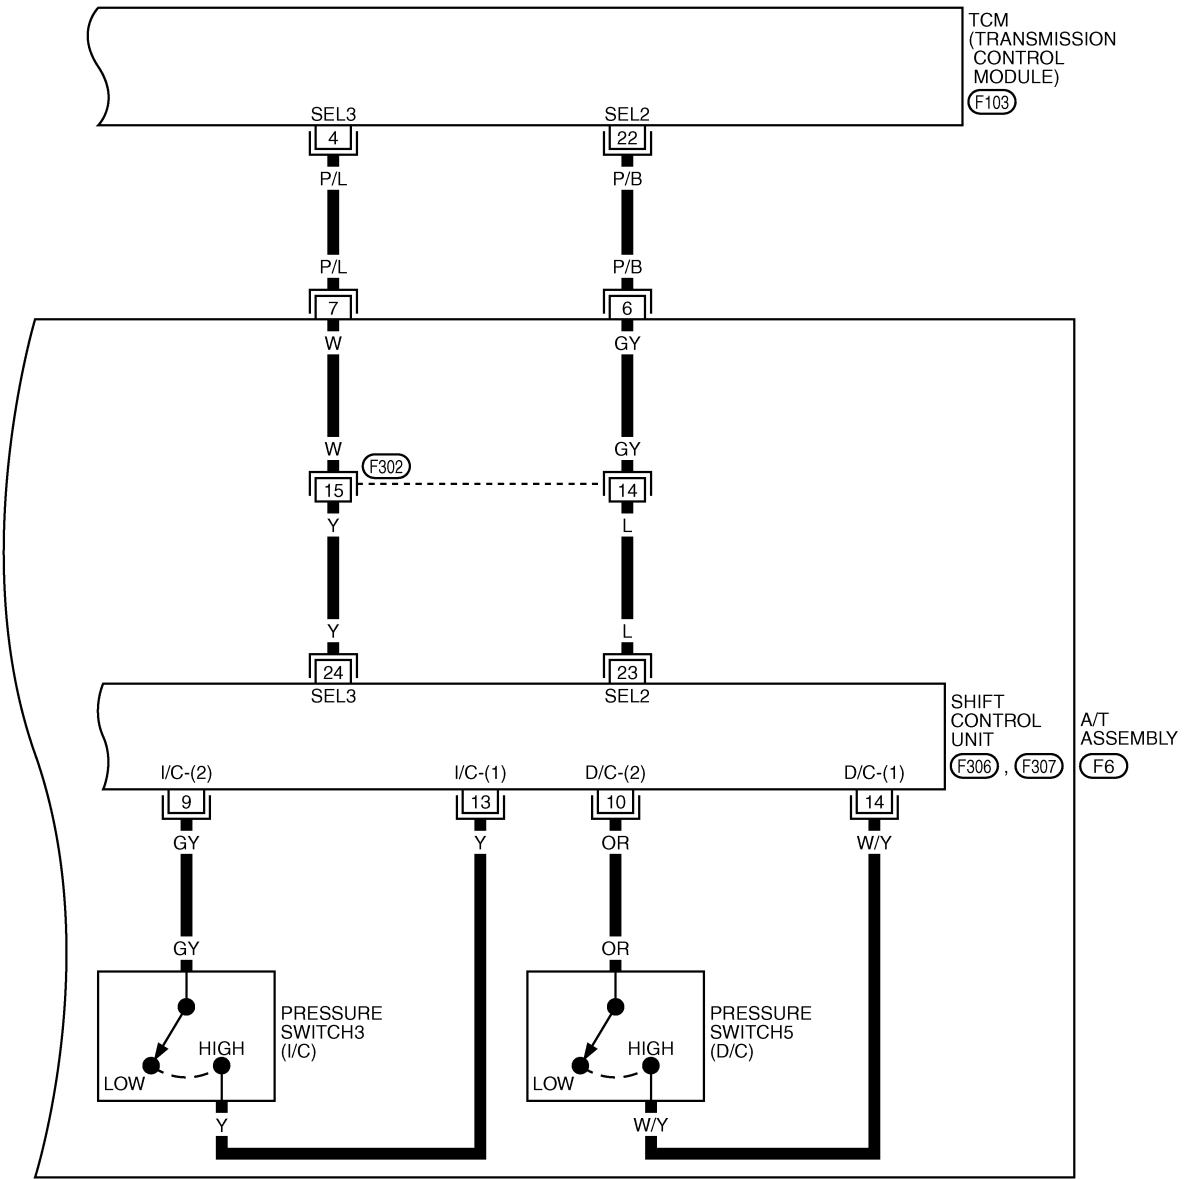 TCM
(TRANSMISSION
CONTROL
MODULE)
F103
SEL3 SEL2
4 22
P/L P/B
P/L P/B
7 6
W GY
W GY
F302
15 14
Y L
Y L
24 23
SEL3 SEL2
SHIFT
CONTROL
UNIT
F306 , F307
A/T
ASSEMBLY
F6
I/C-(2) I/C-(1) D/C-(2) D/C-(1)
9 13 10 14
GY Y OR W/Y
GY OR
PRESSURE
SWITCH3
(I/C)
HIGH
LOW
PRESSURE
SWITCH5
(D/C)
HIGH
LOW
Y W/Y